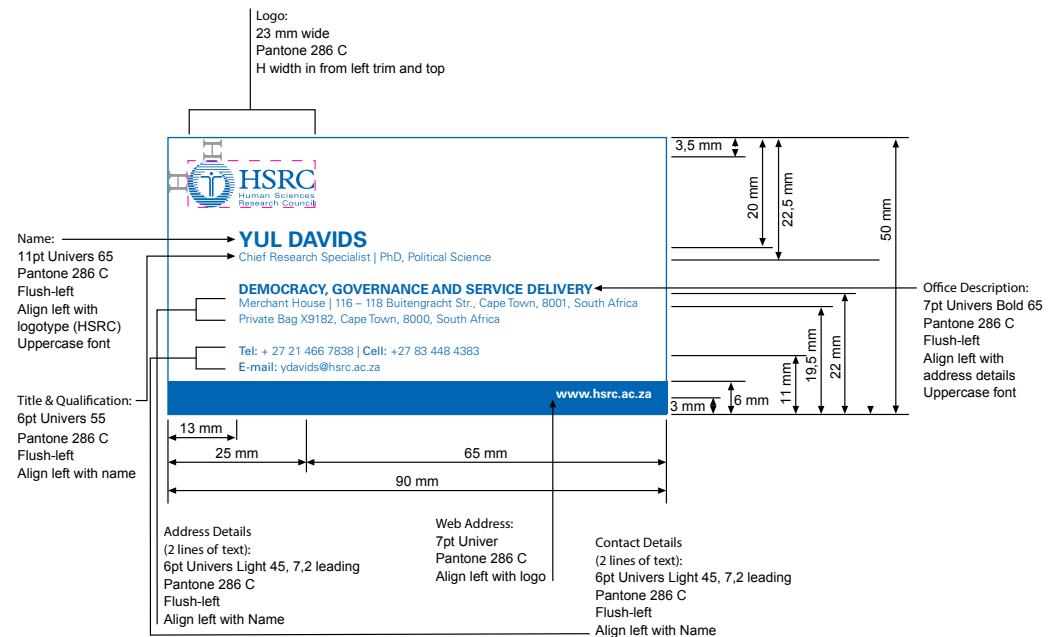 Logo:
23 mm wide
Pantone 286 C
H width in from left trim and top
H
H
HSRC
Human Sciences
Research Council
YUL DAVIDS
Chief Research Specialist | PhD, Political Science
DEMOCRACY, GOVERNANCE AND SERVICE DELIVERY
Merchant House | 116 – 118 Buitengracht Str., Cape Town, 8001, South Africa
Private Bag X9182, Cape Town, 8000, South Africa
Tel: + 27 21 466 7838 | Cell: +27 83 448 4383
E-mail: ydavids@hsrc.ac.za
www.hsrc.ac.za
Name:
11pt Univers 65
Pantone 286 C
Flush-left
Align left with
logotype (HSRC)
Uppercase font
Title & Qualification:
6pt Univers 55
Pantone 286 C
Flush-left
Align left with name
3,5 mm
20 mm
22,5 mm
50 mm
11 mm
19,5 mm
22 mm
6 mm
3 mm
Office Description:
7pt Univers Bold 65
Pantone 286 C
Flush-left
Align left with
address details
Uppercase font
13 mm
25 mm
65 mm
90 mm
Address Details
(2 lines of text):
6pt Univers Light 45, 7,2 leading
Pantone 286 C
Flush-left
Align left with Name
Web Address:
7pt Univer
Pantone 286 C
Align left with logo
Contact Details
(2 lines of text):
6pt Univers Light 45, 7,2 leading
Pantone 286 C
Flush-left
Align left with Name